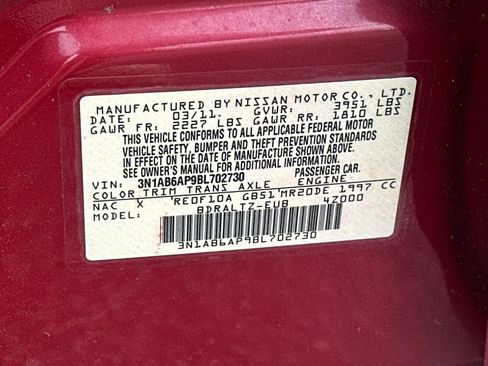 MANUFACTURED BY NISSAN MOTOR CO., LTD.
DATE: 03/11. GVWR: 3951 LBS
GAWR FR: 2227 LBS GAWR RR: 1810 LBS
THIS VEHICLE CONFORMS TO ALL APPLICABLE FEDERAL MOTOR
VEHICLE SAFETY, BUMPER AND THEFT PREVENTION STANDARDS
IN EFFECT ON THE DATE OF MANUFACTURE SHOWN ABOVE.
SEE OWNER'S MANUAL FOR ADDITIONAL INFORMATION.
VIN: 3N1AB6AP9BL702730 PASSENGER CAR
COLOR TRIM TRANS AXLE ENGINE
NAC X RE0F10A GB51 MR20DE 1997 CC
MODEL: BDRALTZ-EUB 4Z000
3N1AB6AP9BL702730